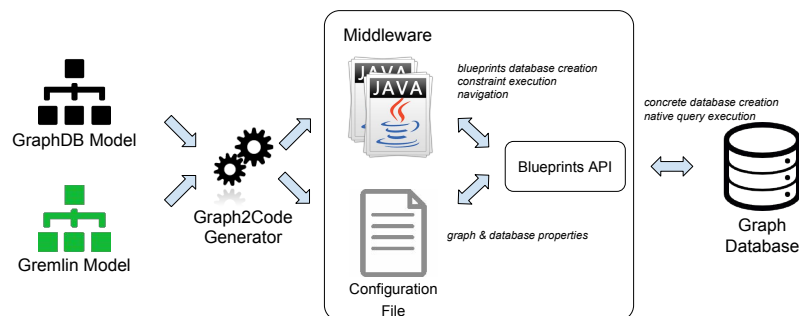 Middleware
JAVA
JAVA
blueprints database creation
constraint execution
navigation
concrete database creation
native query execution
GraphDB Model
Graph2Code
Generator
Blueprints API
Gremlin Model
graph & database properties
Graph
Database
Configuration
File